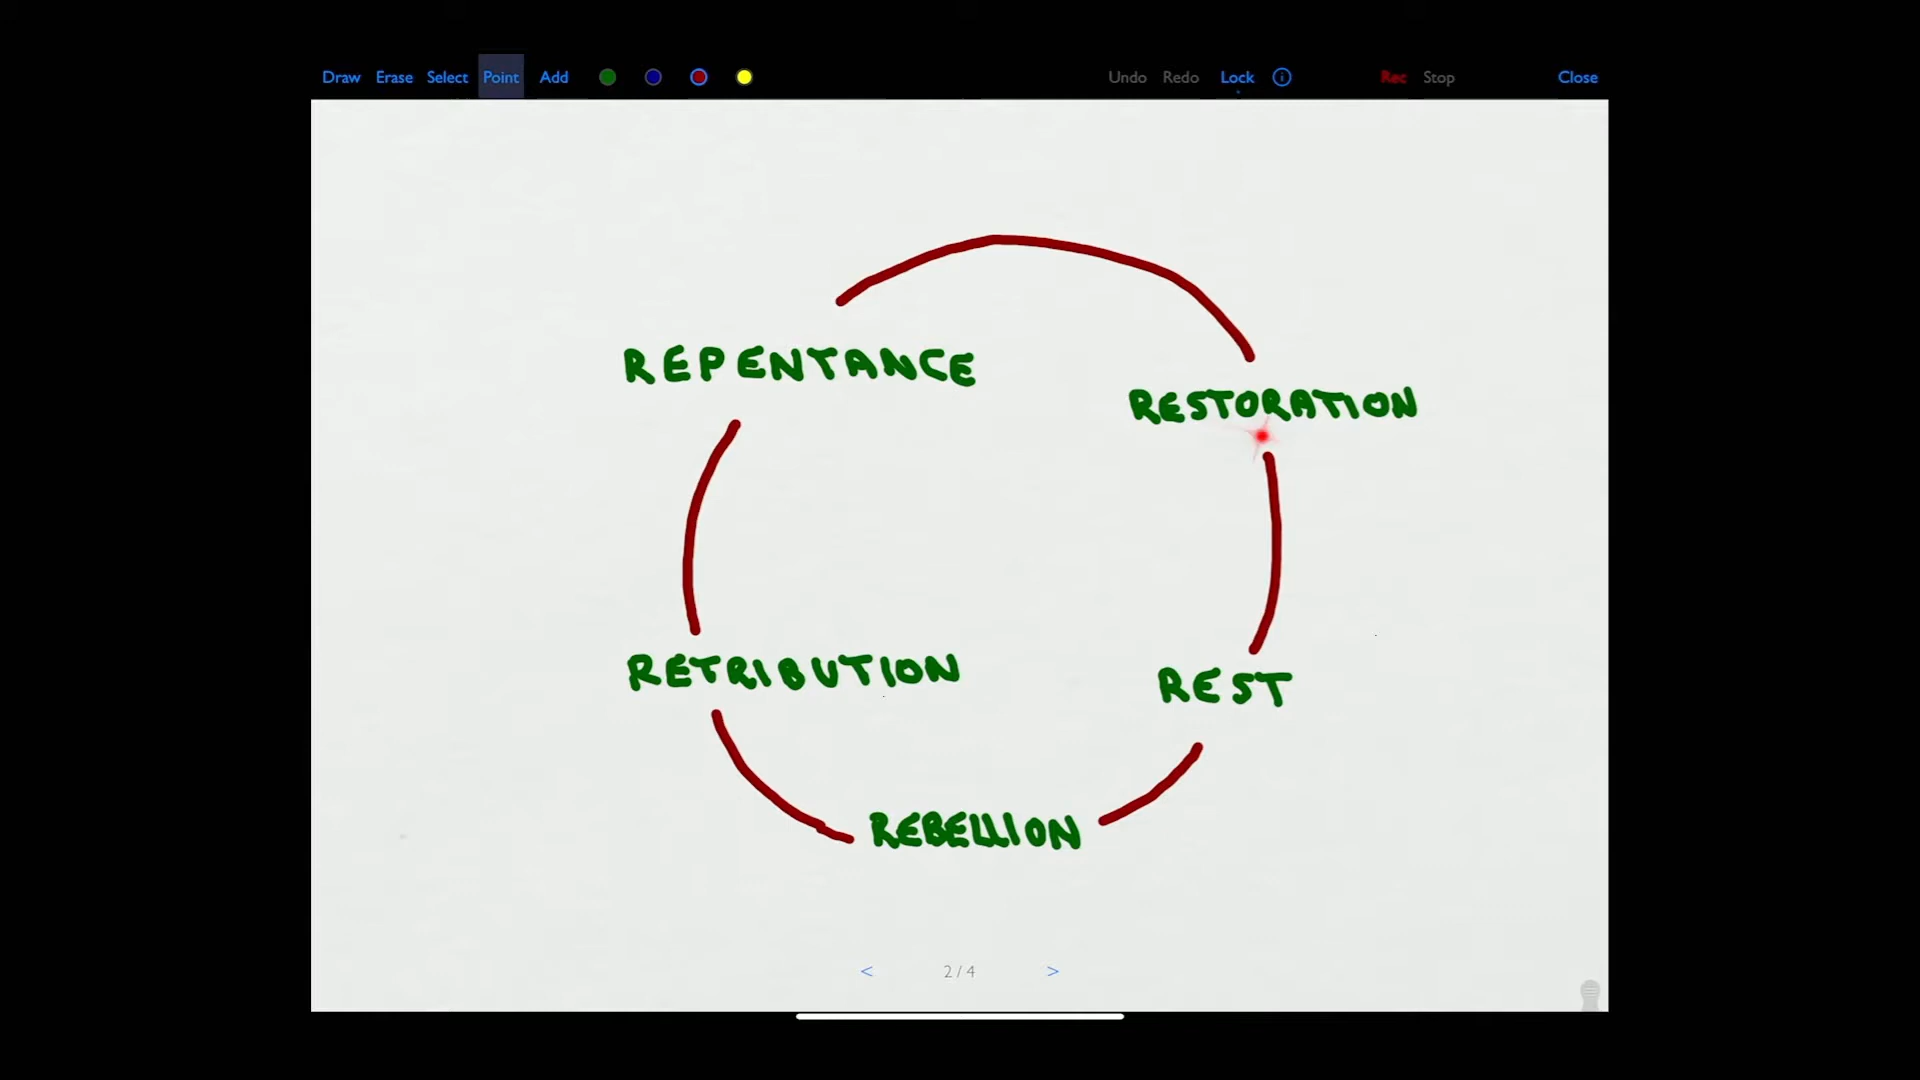 Draw Erase Select Point Add Undo Redo Lock Rec Stop Close
REPENTANCE
RESTORATION
RETRIBUTION
REST
REBELLION
< 2 / 4 >